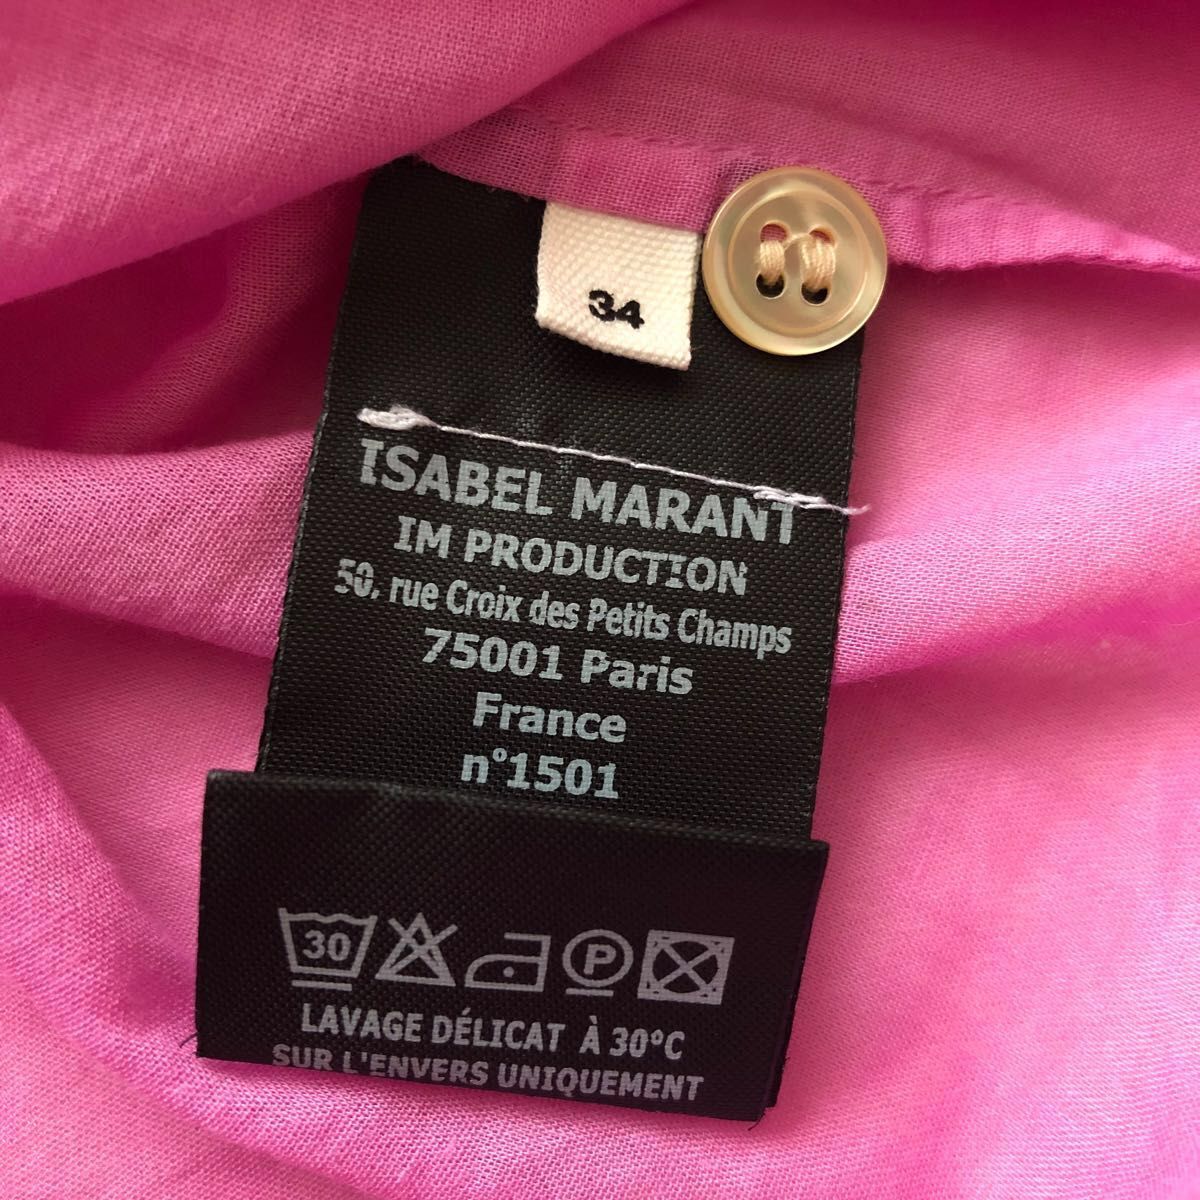 34
ISABEL MARANT
IM PRODUCTION
50, rue Croix des Petits Champs
75001 Paris
France
n°1501
30 P
LAVAGE DÉLICAT À 30°C
SUR L'ENVERS UNIQUEMENT